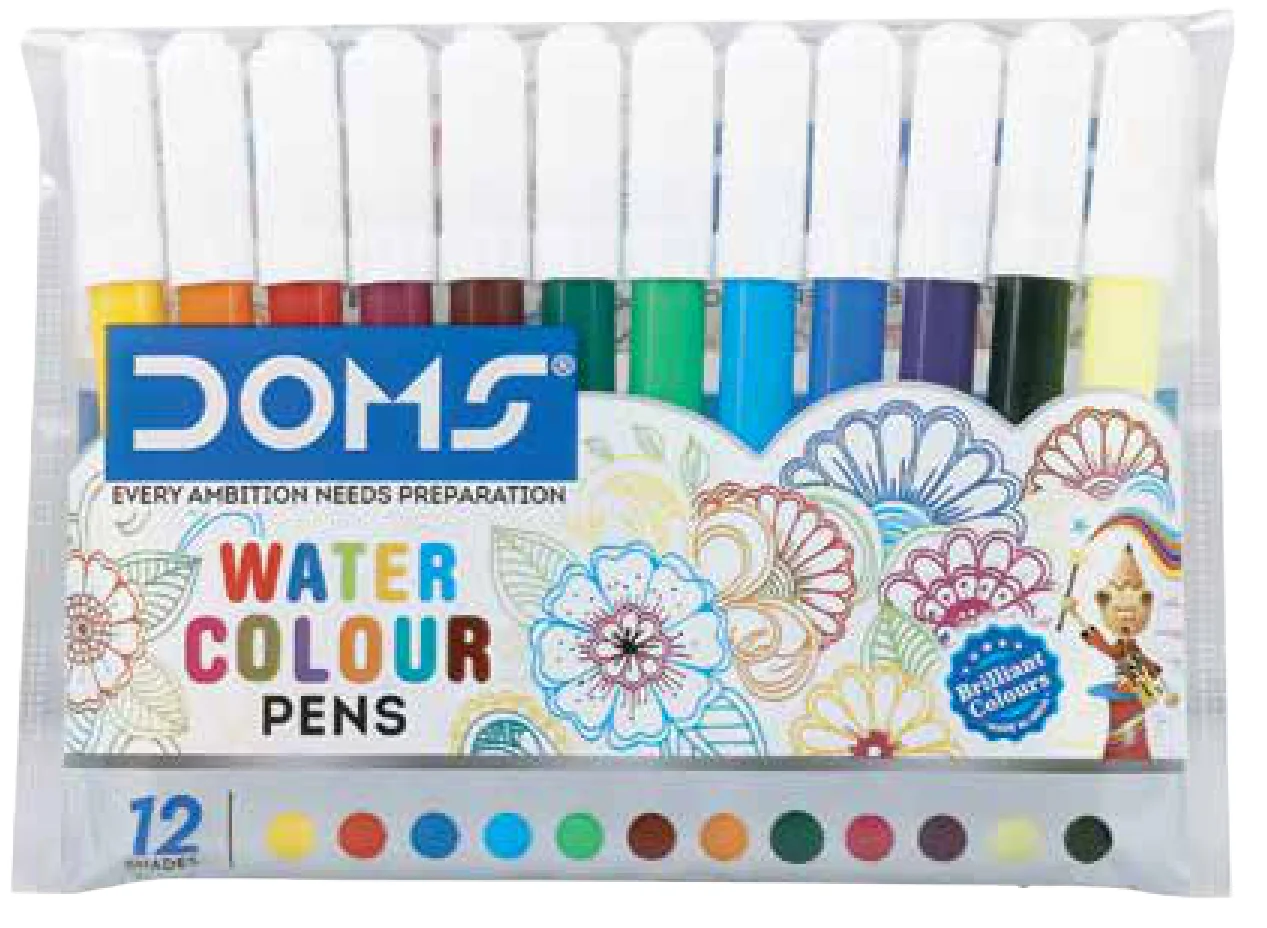 DOMS®
EVERY AMBITION NEEDS PREPARATION
WATER
COLOUR
PENS
Brilliant
Colours
12
SHADES